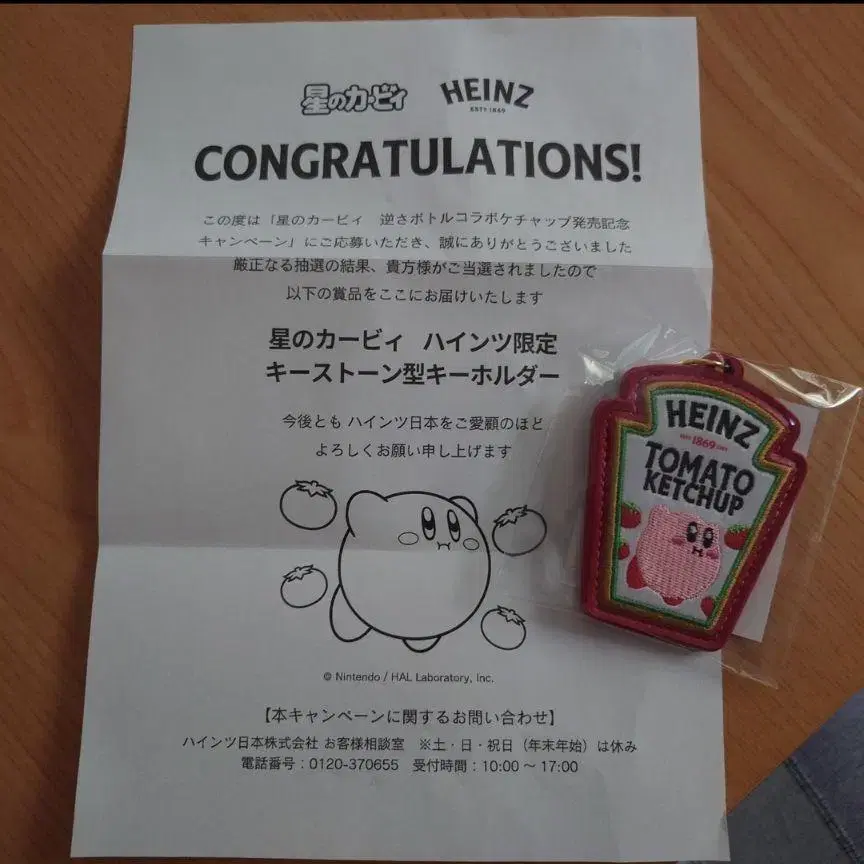 星のカービィ HEINZ
ESTD 1869
CONGRATULATIONS!
この度は「星のカービィ 逆さボトルコラボケチャップ発売記念
キャンペーン」にご応募いただき、誠にありがとうございました
厳正なる抽選の結果、貴方様がご当選されましたので
以下の賞品をここにお届けいたします
星のカービィ ハインツ限定
キーストーン型キーホルダー
今後とも ハインツ日本をご愛顧のほど
よろしくお願い申し上げます
© Nintendo / HAL Laboratory, Inc.
【本キャンペーンに関するお問い合わせ】
ハインツ日本株式会社 お客様相談室 ※土・日・祝日（年末年始）は休み
電話番号：0120-370655 受付時間：10:00 ～ 17:00
HEINZ
1869
TOMATO
KETCHUP